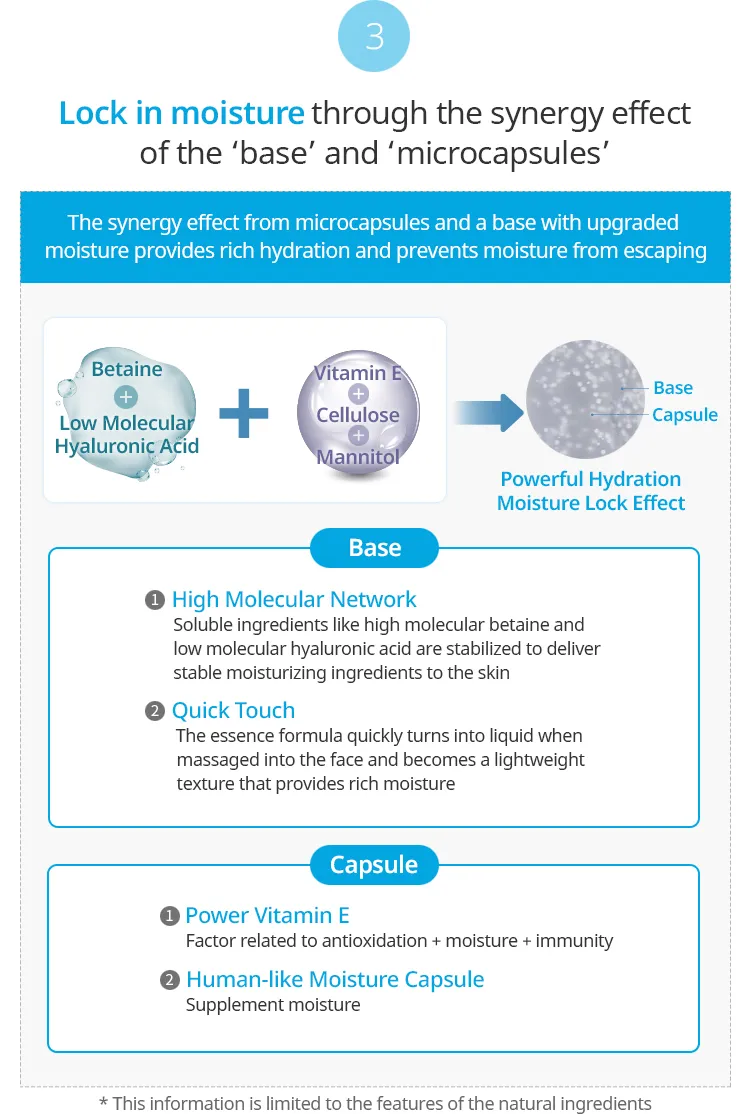 3
Lock in moisture through the synergy effect
of the ‘base’ and ‘microcapsules’
The synergy effect from microcapsules and a base with upgraded
moisture provides rich hydration and prevents moisture from escaping
Betaine
+
Low Molecular
Hyaluronic Acid
+
Vitamin E
+
Cellulose
+
Mannitol
Base
Capsule
Powerful Hydration
Moisture Lock Effect
Base
1 High Molecular Network
Soluble ingredients like high molecular betaine and
low molecular hyaluronic acid are stabilized to deliver
stable moisturizing ingredients to the skin
2 Quick Touch
The essence formula quickly turns into liquid when
massaged into the face and becomes a lightweight
texture that provides rich moisture
Capsule
1 Power Vitamin E
Factor related to antioxidation + moisture + immunity
2 Human-like Moisture Capsule
Supplement moisture
* This information is limited to the features of the natural ingredients